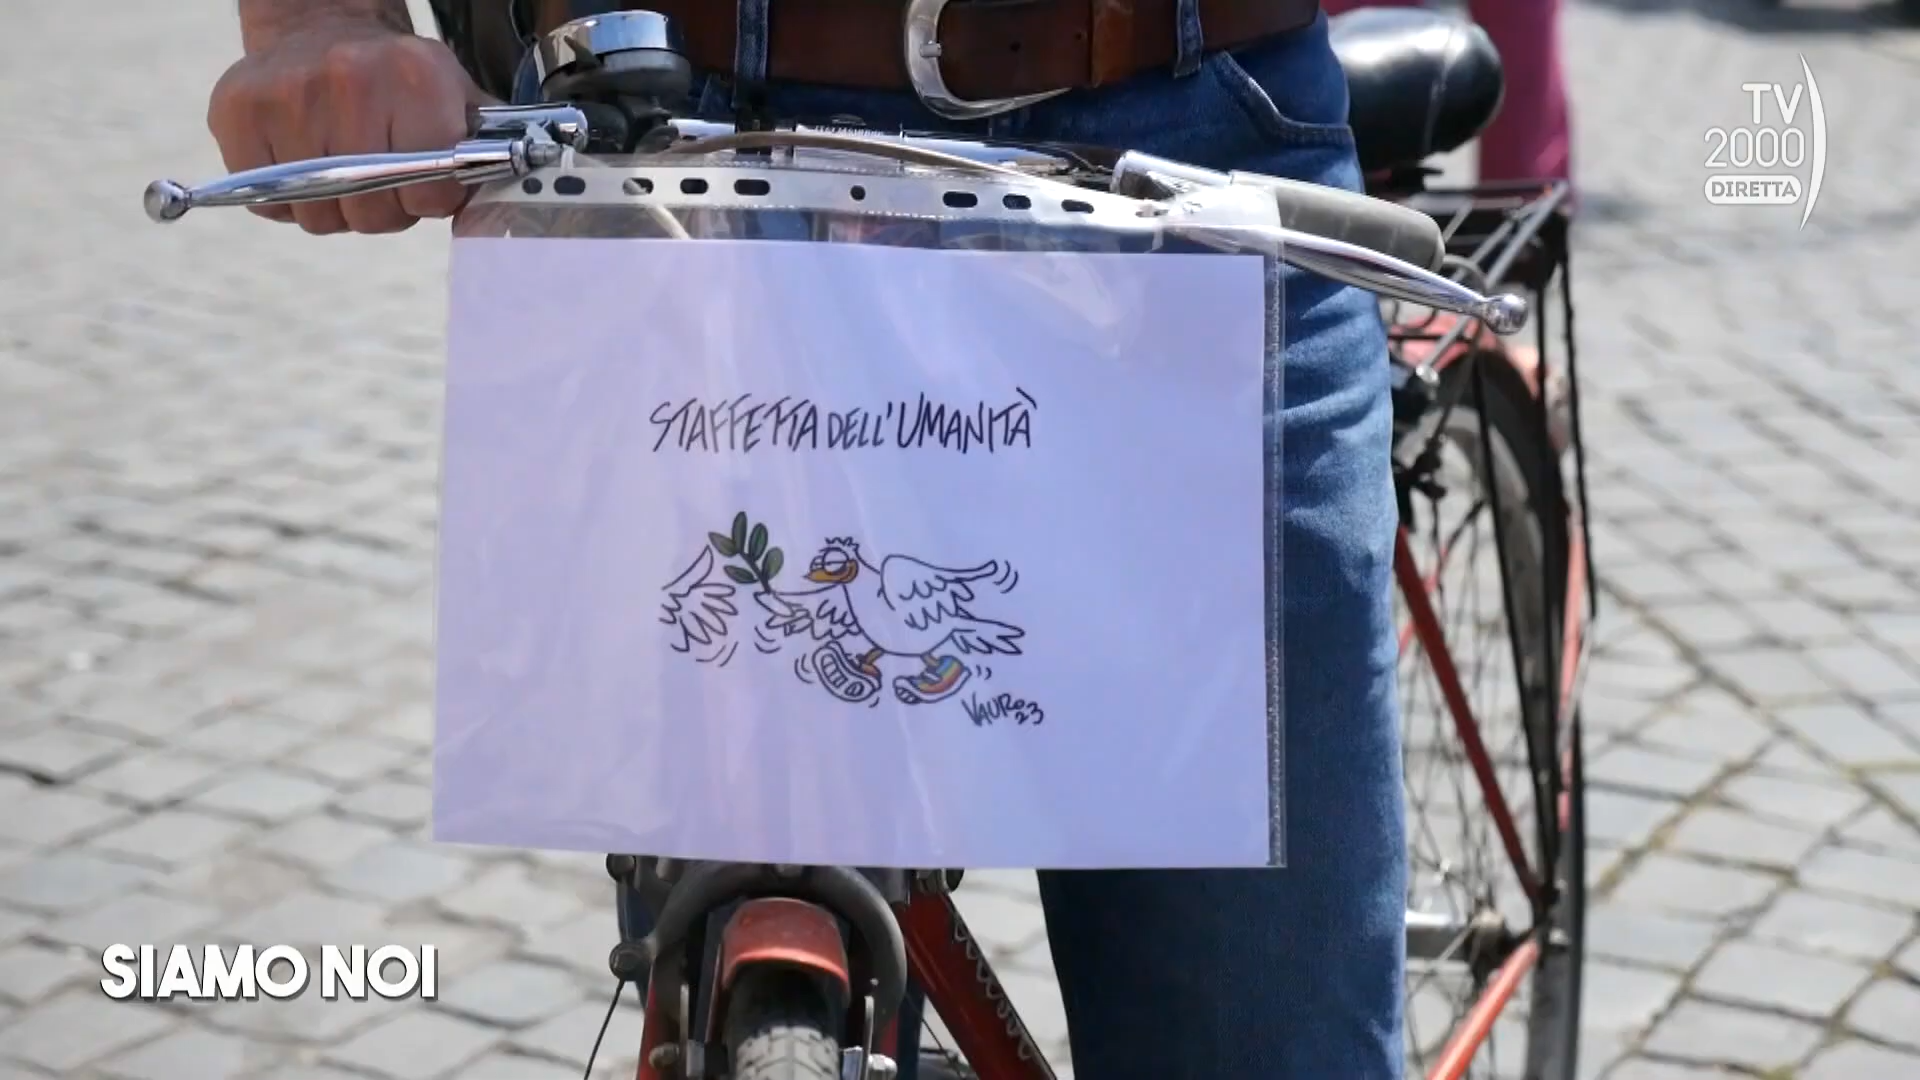 TV
2000
DIRETTA
STAFFETTA DELL'UMANITÀ
VAURO
23
SIAMO NOI